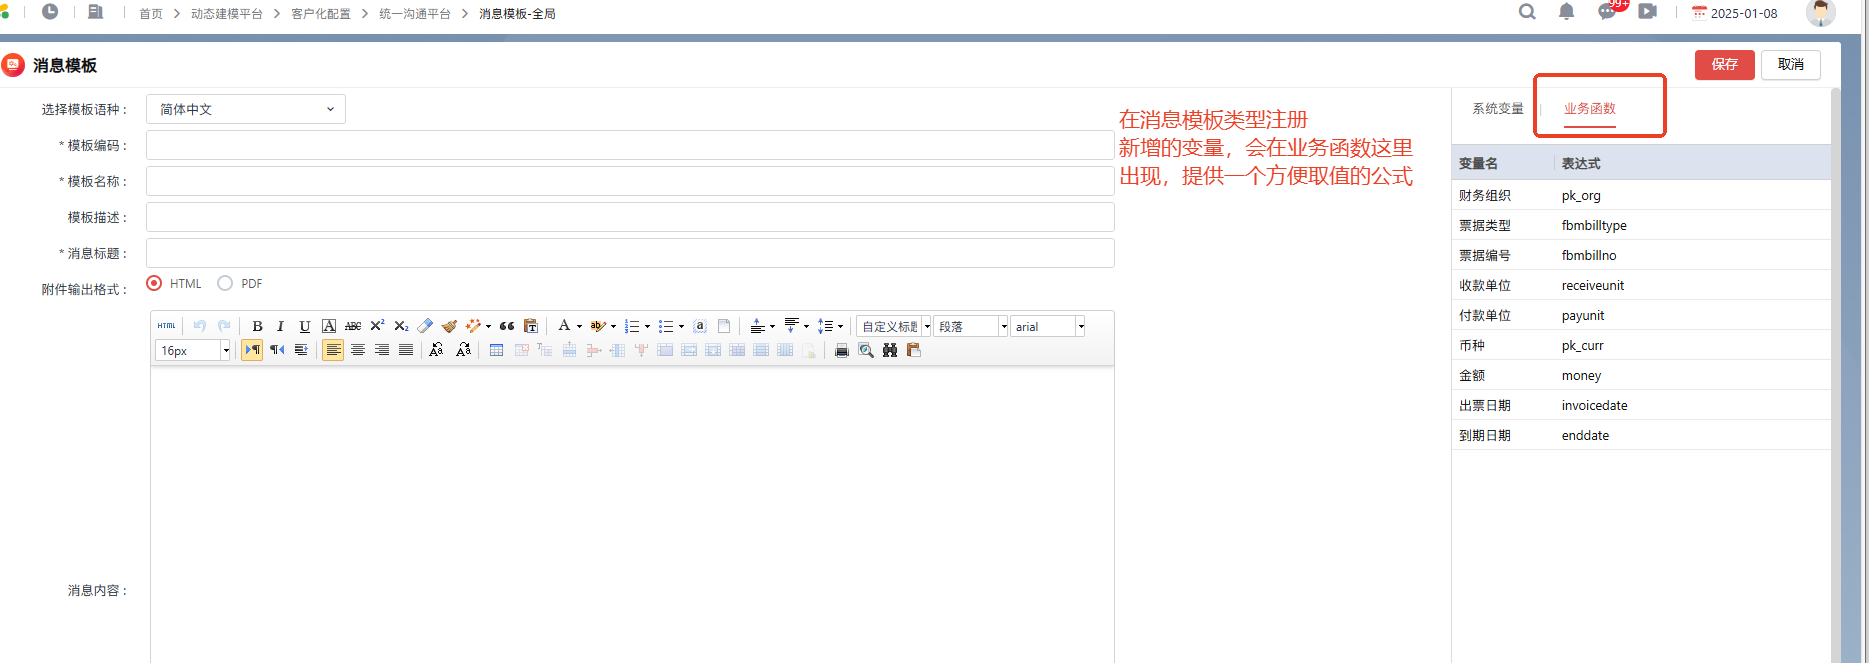 首页 > 动态建模平台 > 客户化配置 > 统一沟通平台 > 消息模板-全局
99+
2025-01-08
消息模板
保存
取消
选择模板语种：
简体中文
* 模板编码：
* 模板名称：
模板描述：
* 消息标题：
附件输出格式：
HTML
PDF
在消息模板类型注册
新增的变量，会在业务函数这里
出现，提供一个方便取值的公式
系统变量
业务函数
变量名 表达式
财务组织 pk_org
票据类型 fbmbilltype
票据编号 fbmbillno
收款单位 receiveunit
付款单位 payunit
币种 pk_curr
金额 money
出票日期 invoicedate
到期日期 enddate
HTML
B I U A ABC X² X₂
自定义标题
段落
arial
16px
消息内容：